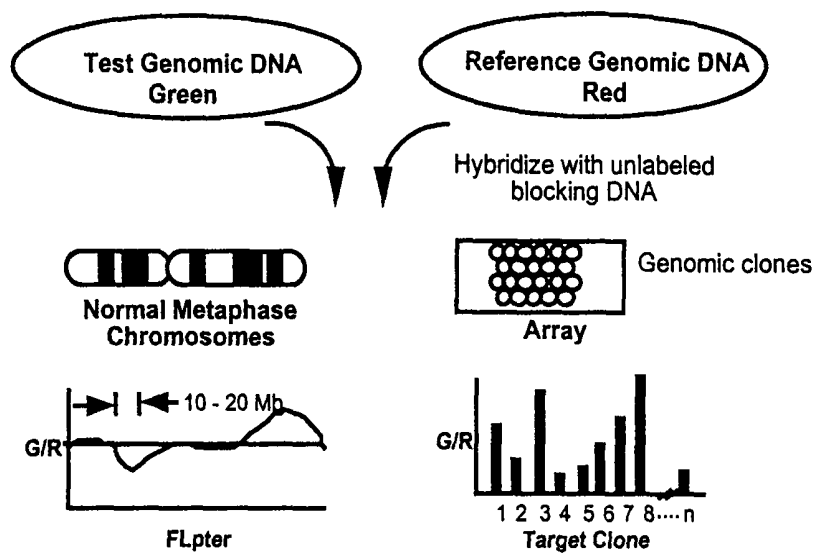 Test Genomic DNA
Green
Reference Genomic DNA
Red
Hybridize with unlabeled
blocking DNA
Normal Metaphase
Chromosomes
Genomic clones
Array
10 - 20 Mb
G/R
FLpter
G/R
1 2 3 4 5 6 7 8 .... n
Target Clone